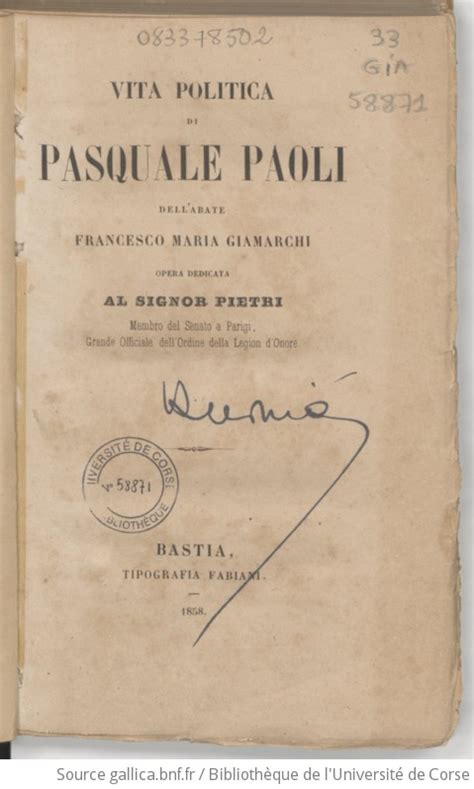 083378502
33
GIA
58871
VITA POLITICA
DI
PASQUALE PAOLI
DELL'ABATE
FRANCESCO MARIA GIAMARCHI
OPERA DEDICATA
AL SIGNOR PIETRI
Membro del Senato a Parigi,
Grande Officiale dell'Ordine della Legion d'Onore
UNIVERSITÉ DE CORSE
N° 58871
BIBLIOTHÈQUE
BASTIA,
TIPOGRAFIA FABIANI.
1858.
Source gallica.bnf.fr / Bibliothèque de l'Université de Corse